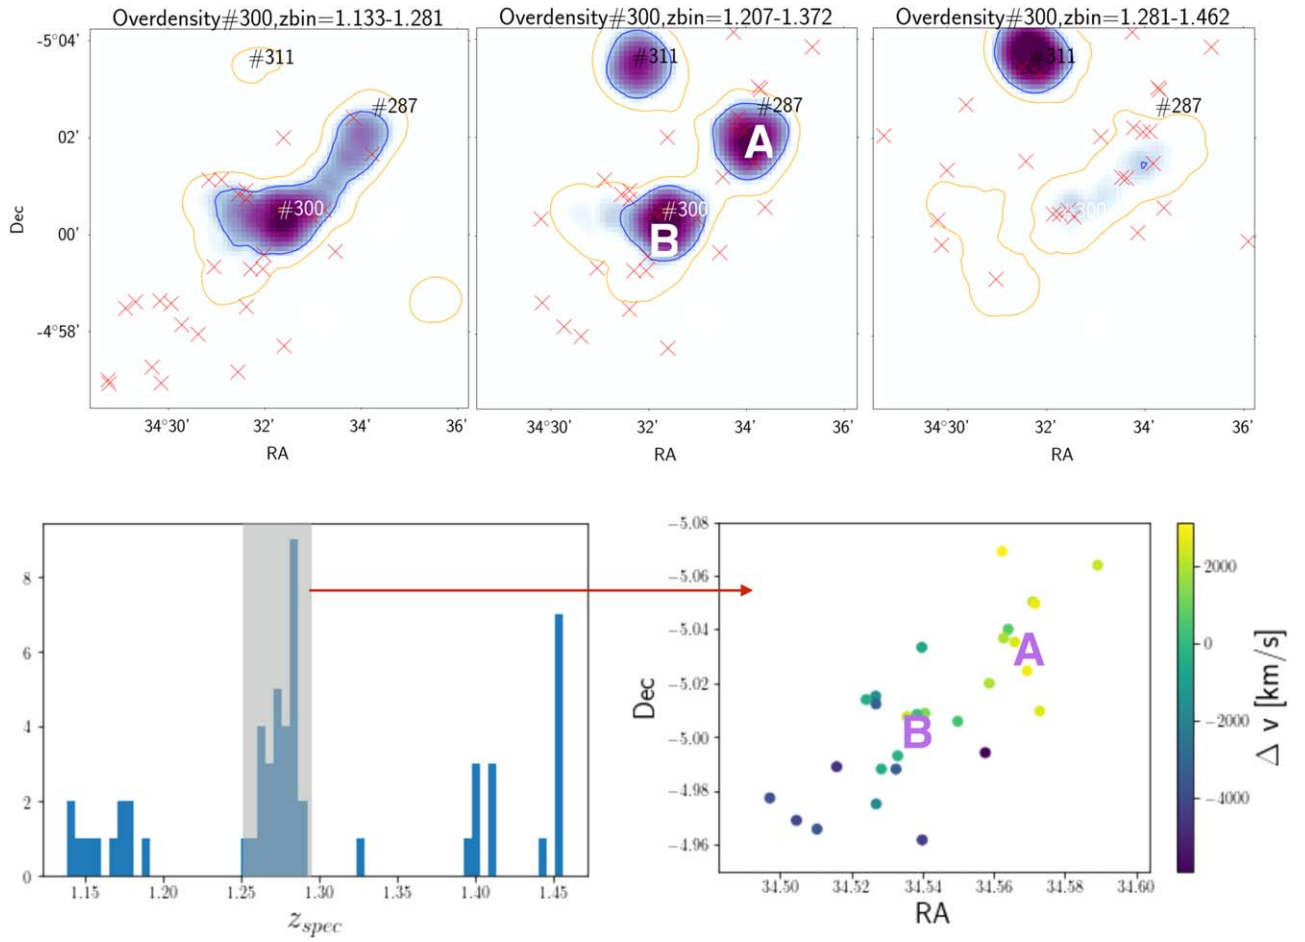 Overdensity#300,zbin=1.133-1.281
Overdensity#300,zbin=1.207-1.372
Overdensity#300,zbin=1.281-1.462
-5°04'
02'
00'
-4°58'
Dec
#311
#287
#300
#311
#287
A
#300
B
#311
#287
#300
34°30' 32' 34' 36'
RA
34°30' 32' 34' 36'
RA
34°30' 32' 34' 36'
RA
8
6
4
2
0
1.15 1.20 1.25 1.30 1.35 1.40 1.45
z_spec
−5.08
−5.06
−5.04
−5.02
−5.00
−4.98
−4.96
Dec
A
B
34.50 34.52 34.54 34.56 34.58 34.60
RA
2000
0
−2000
−4000
Δ v [km/s]